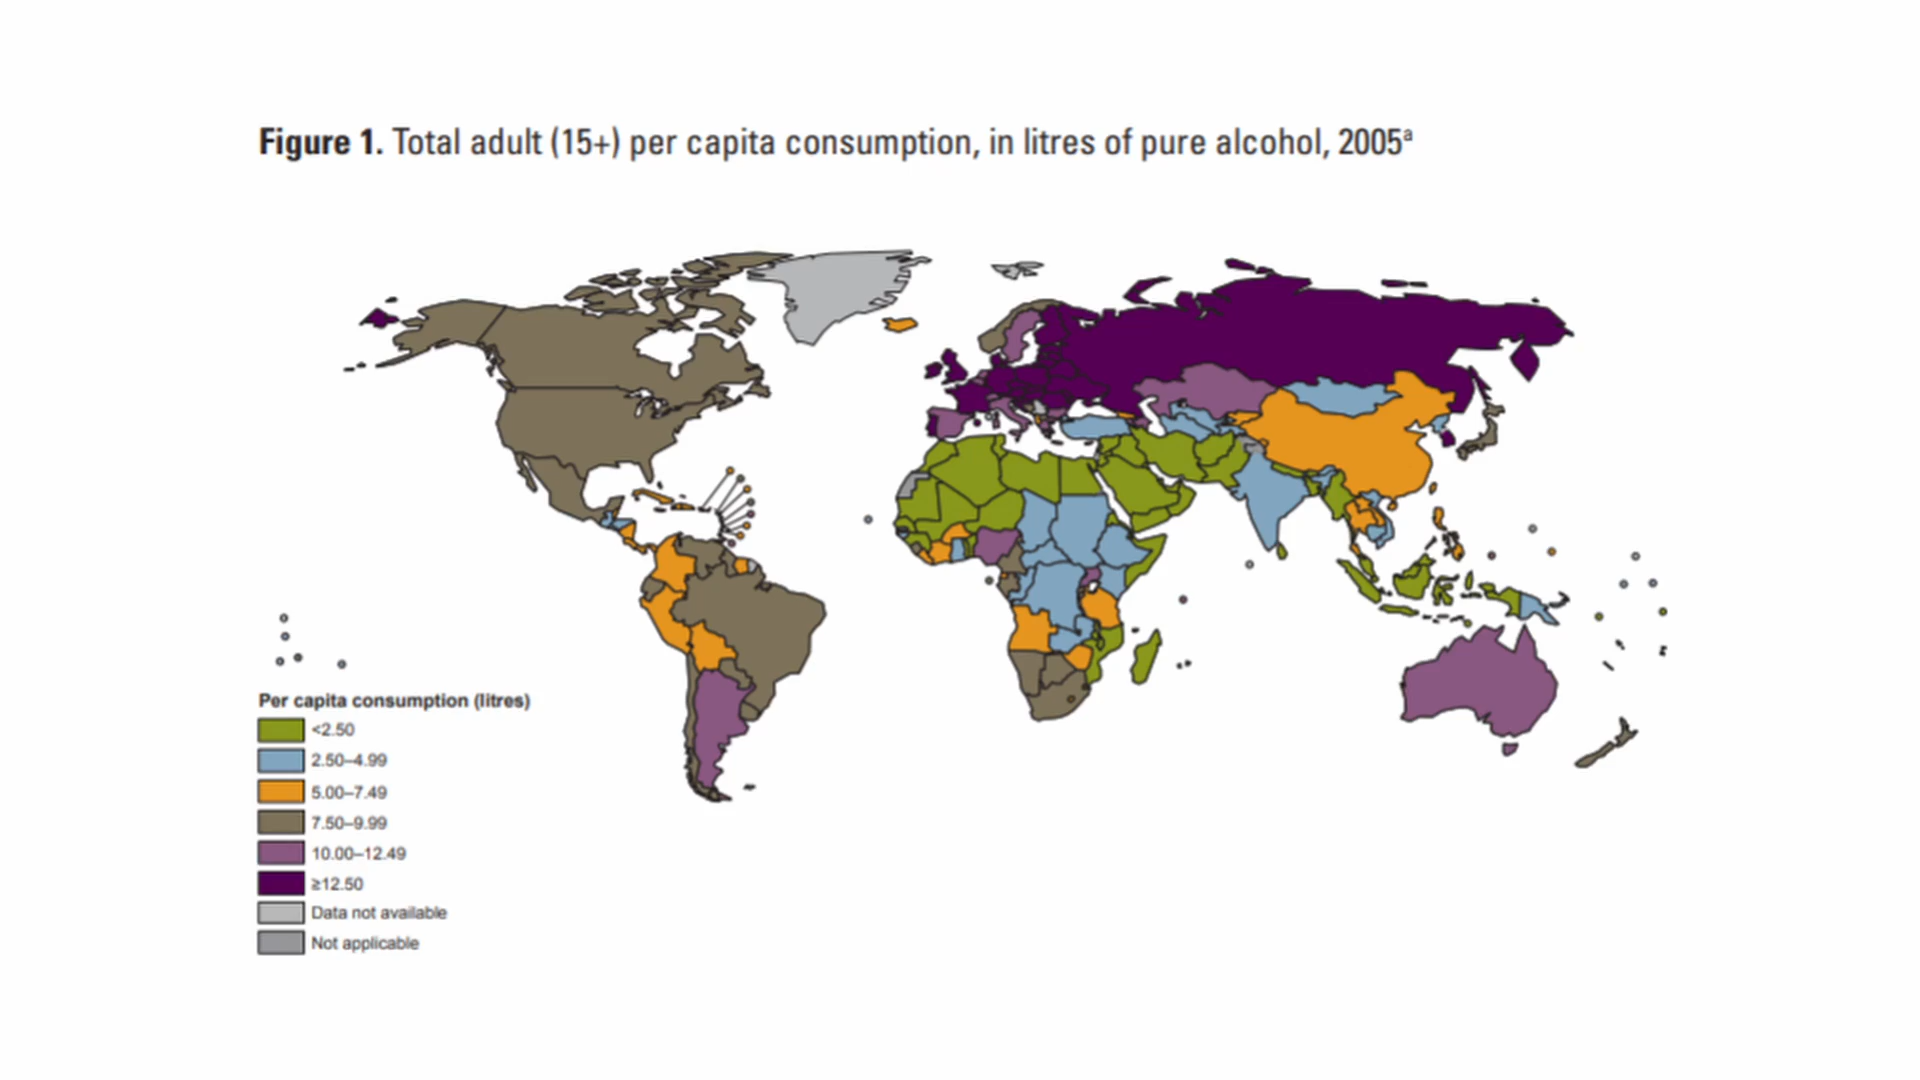 Figure 1. Total adult (15+) per capita consumption, in litres of pure alcohol, 2005ª
Per capita consumption (litres)
<2.50
2.50–4.99
5.00–7.49
7.50–9.99
10.00–12.49
≥12.50
Data not available
Not applicable